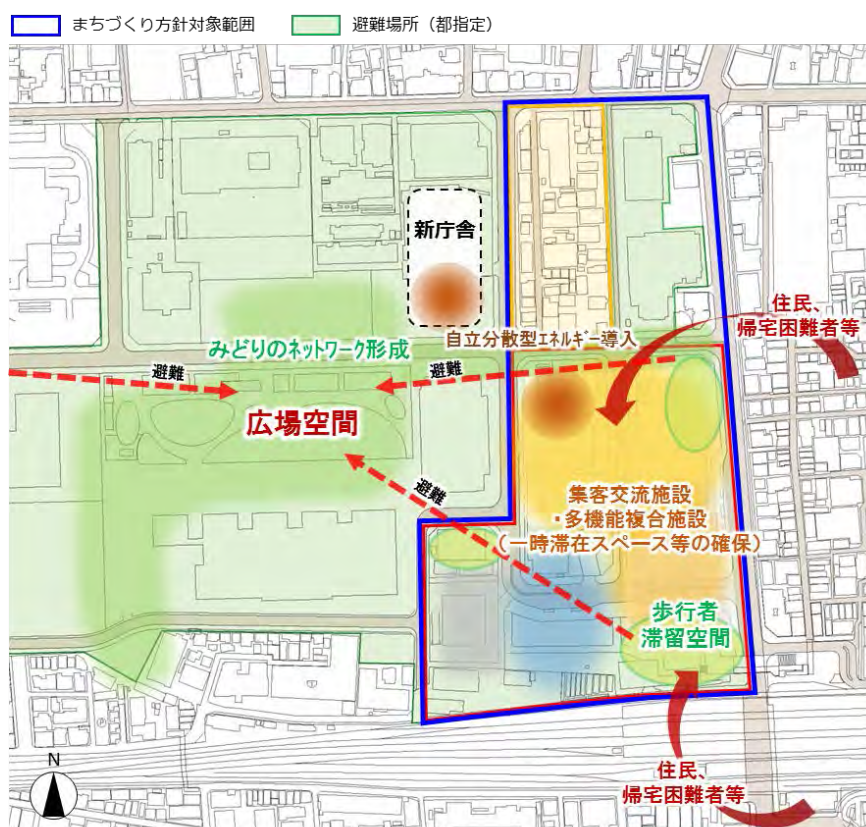 まちづくり方針対象範囲
避難場所（都指定）
新庁舎
住民、
帰宅困難者等
自立分散型エネルギー導入
みどりのネットワーク形成
避難
避難
広場空間
避難
集客交流施設
・多機能複合施設
（一時滞在スペース等の確保）
歩行者
滞留空間
N
住民、
帰宅困難者等